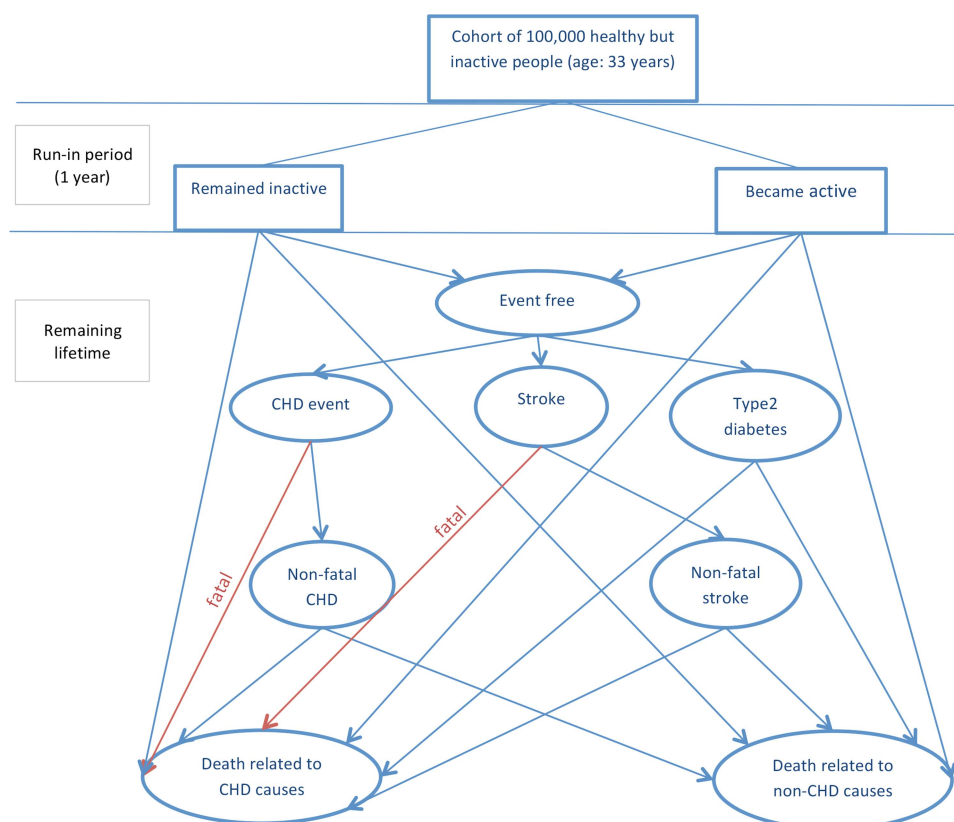 Cohort of 100,000 healthy but
inactive people (age: 33 years)
Run-in period
(1 year)
Remained inactive
Became active
Remaining
lifetime
Event free
CHD event
Stroke
Type2
diabetes
fatal
fatal
Non-fatal
CHD
Non-fatal
stroke
Death related to
CHD causes
Death related to
non-CHD causes